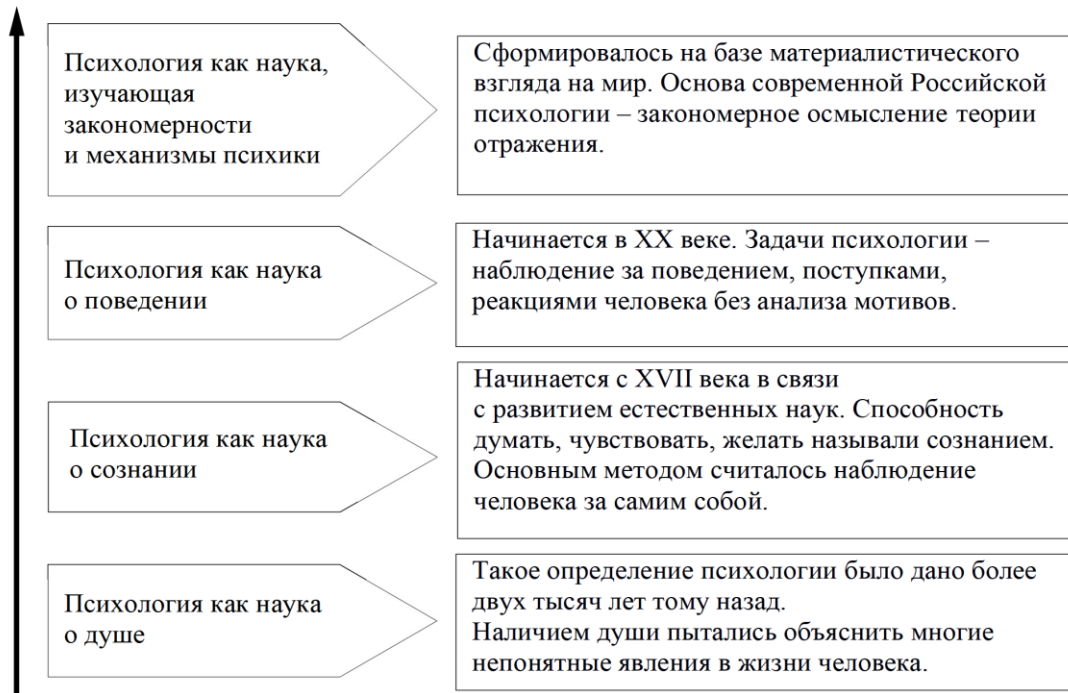 Психология как наука,
изучающая
закономерности
и механизмы психики
Сформировалось на базе материалистического
взгляда на мир. Основа современной Российской
психологии – закономерное осмысление теории
отражения.
Психология как наука
о поведении
Начинается в XX веке. Задачи психологии –
наблюдение за поведением, поступками,
реакциями человека без анализа мотивов.
Психология как наука
о сознании
Начинается с XVII века в связи
с развитием естественных наук. Способность
думать, чувствовать, желать называли сознанием.
Основным методом считалось наблюдение
человека за самим собой.
Психология как наука
о душе
Такое определение психологии было дано более
двух тысяч лет тому назад.
Наличием души пытались объяснить многие
непонятные явления в жизни человека.